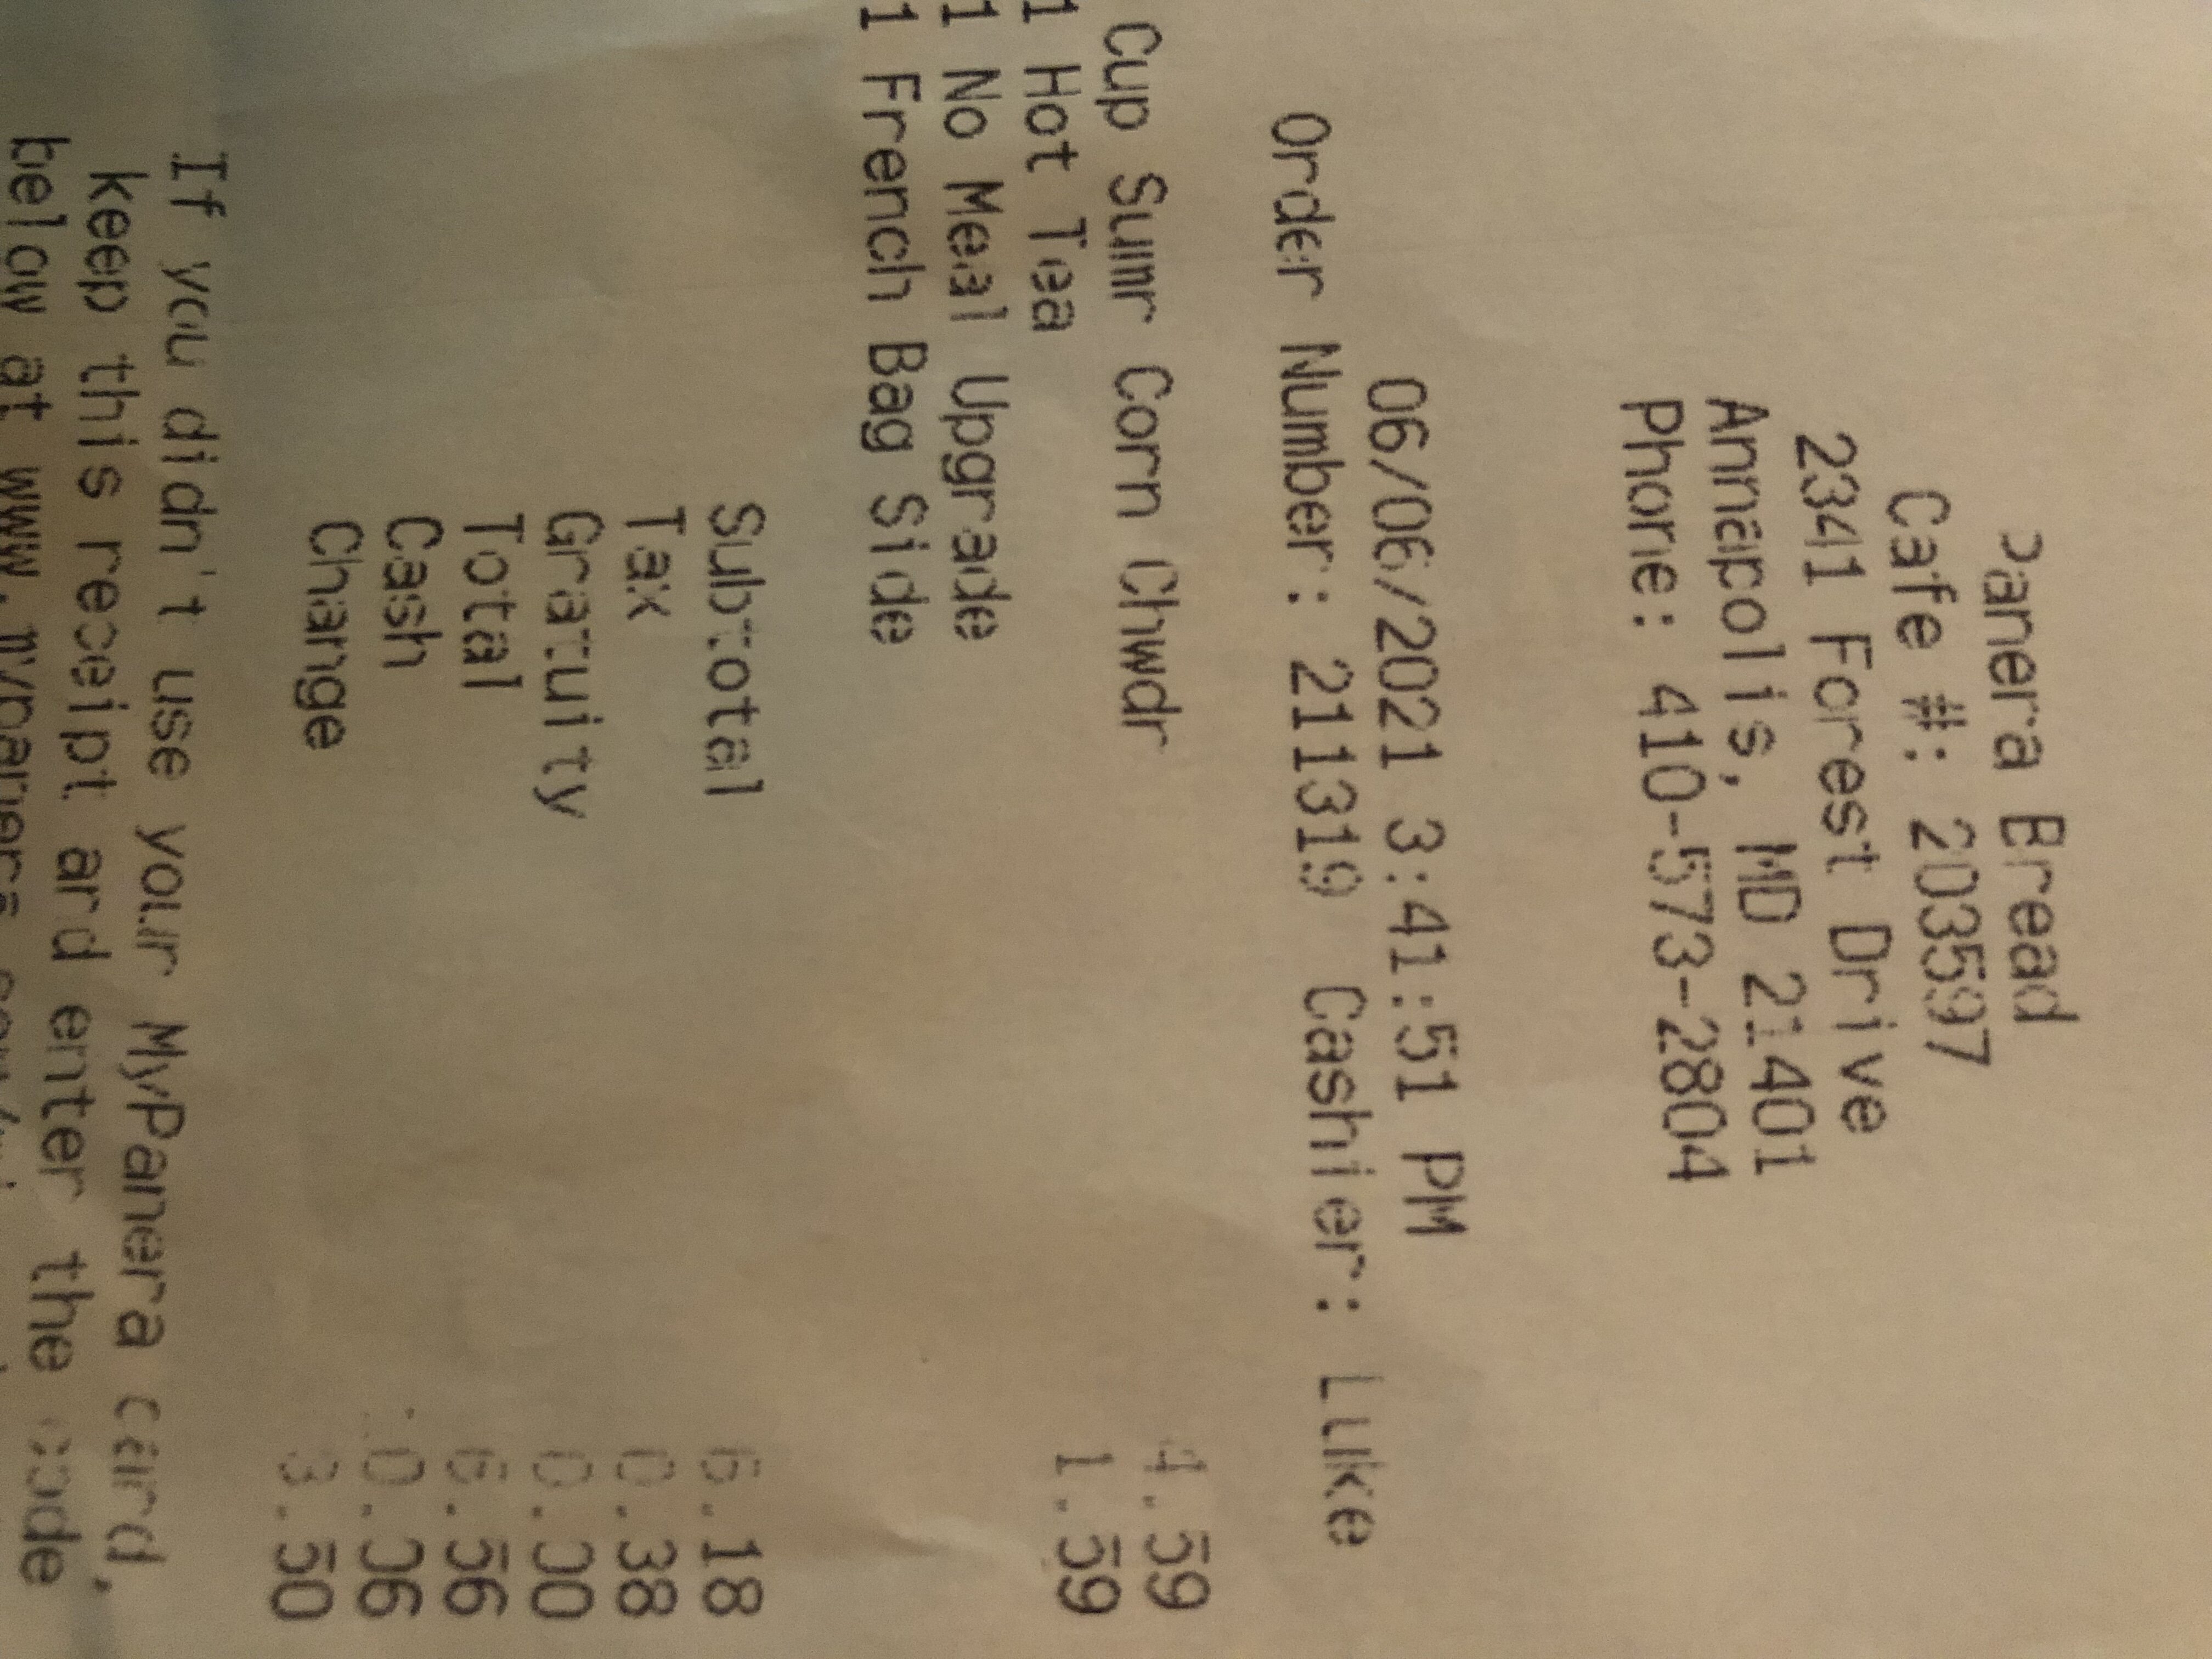 Panera Bread
Cafe #: 203597
2341 Forest Drive
Annapolis, MD 21401
Phone: 410-573-2804
06/06/2021 3:41:51 PM
Order Number: 211319 Cashier: Luke
Cup Sumr Corn Chwdr 4.59
1 Hot Tea 1.59
1 No Meal Upgrade
1 French Bag Side
Subtotal 6.18
Tax 0.38
Gratuity 0.00
Total 6.56
Cash 10.06
Change 3.50
If you didn't use your MyPanera card,
keep this receipt and enter the code
below at www.mypanera.com